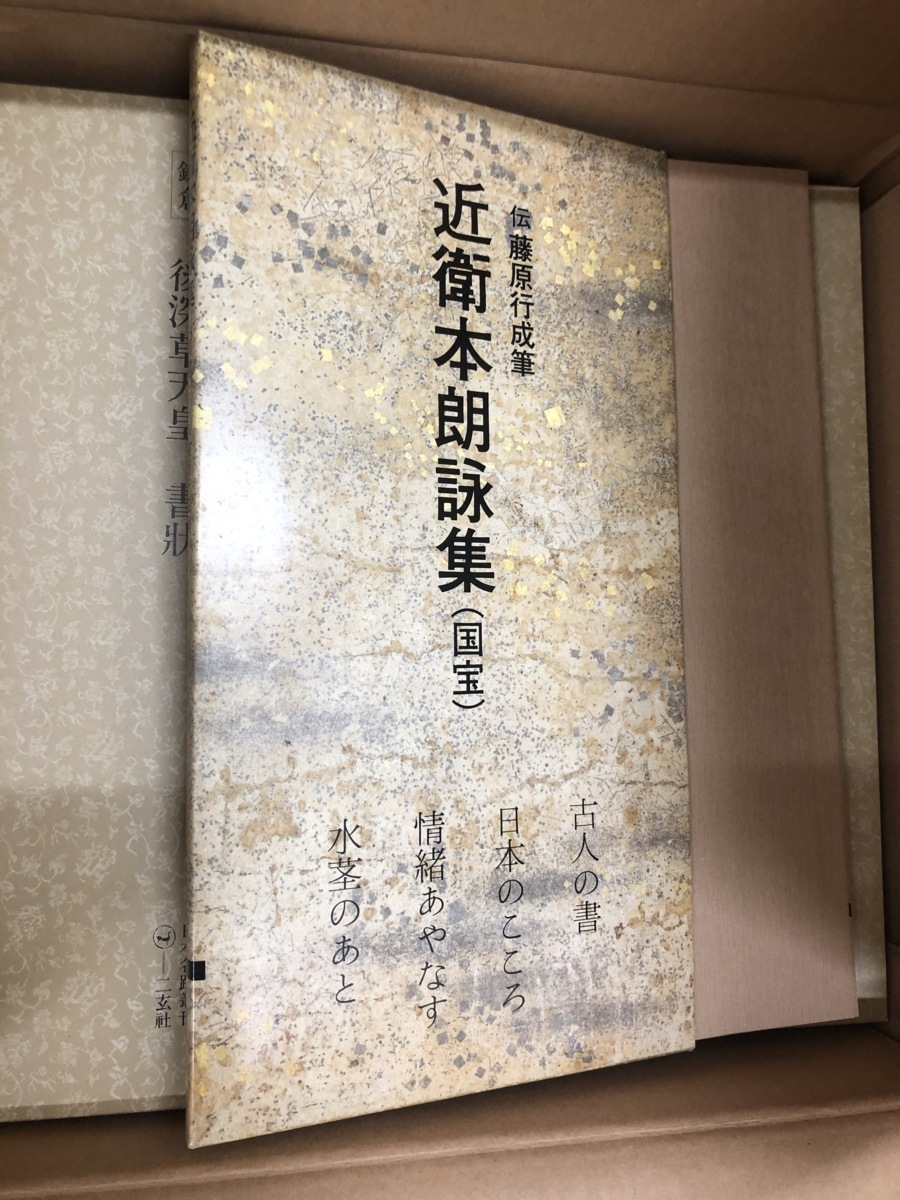 伝 藤原行成筆
近衛本朗詠集(国宝)
古人の書
日本のこころ
情緒あやなす
水茎のあと
後深草天皇 書状
二玄社